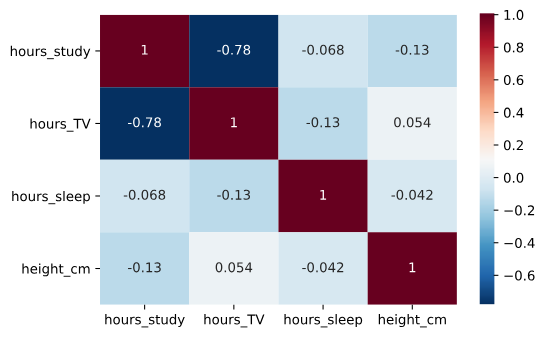 hours_study 1 -0.78 -0.068 -0.13
hours_TV -0.78 1 -0.13 0.054
hours_sleep -0.068 -0.13 1 -0.042
height_cm -0.13 0.054 -0.042 1
hours_study hours_TV hours_sleep height_cm
1.0
0.8
0.6
0.4
0.2
0.0
−0.2
−0.4
−0.6